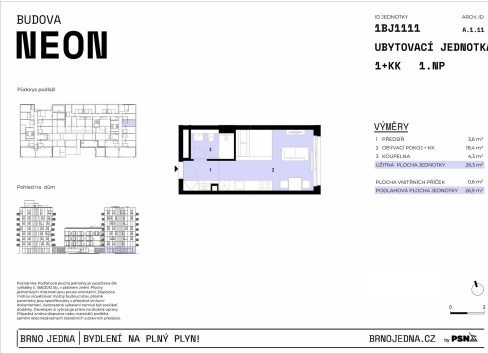 BUDOVA
NEON
ID JEDNOTKY ARCH. ID
1BJ1111 A.1.11
UBYTOVACÍ JEDNOTKA
1+KK 1.NP
Půdorys podlaží
VÝMĚRY
1 PŘEDSÍŇ 3,6 m²
2 OBÝVACÍ POKOJ + KK 18,4 m²
3 KOUPELNA 4,3 m²
UŽITNÁ PLOCHA JEDNOTKY 26,3 m²
PLOCHA VNITŘNÍCH PŘÍČEK 0,6 m²
PODLAHOVÁ PLOCHA JEDNOTKY 26,9 m²
3
1
2
Pohled na dům
0 2
BRNO JEDNA BYDLENÍ NA PLNÝ PLYN!
BRNOJEDNA.CZ by PSN